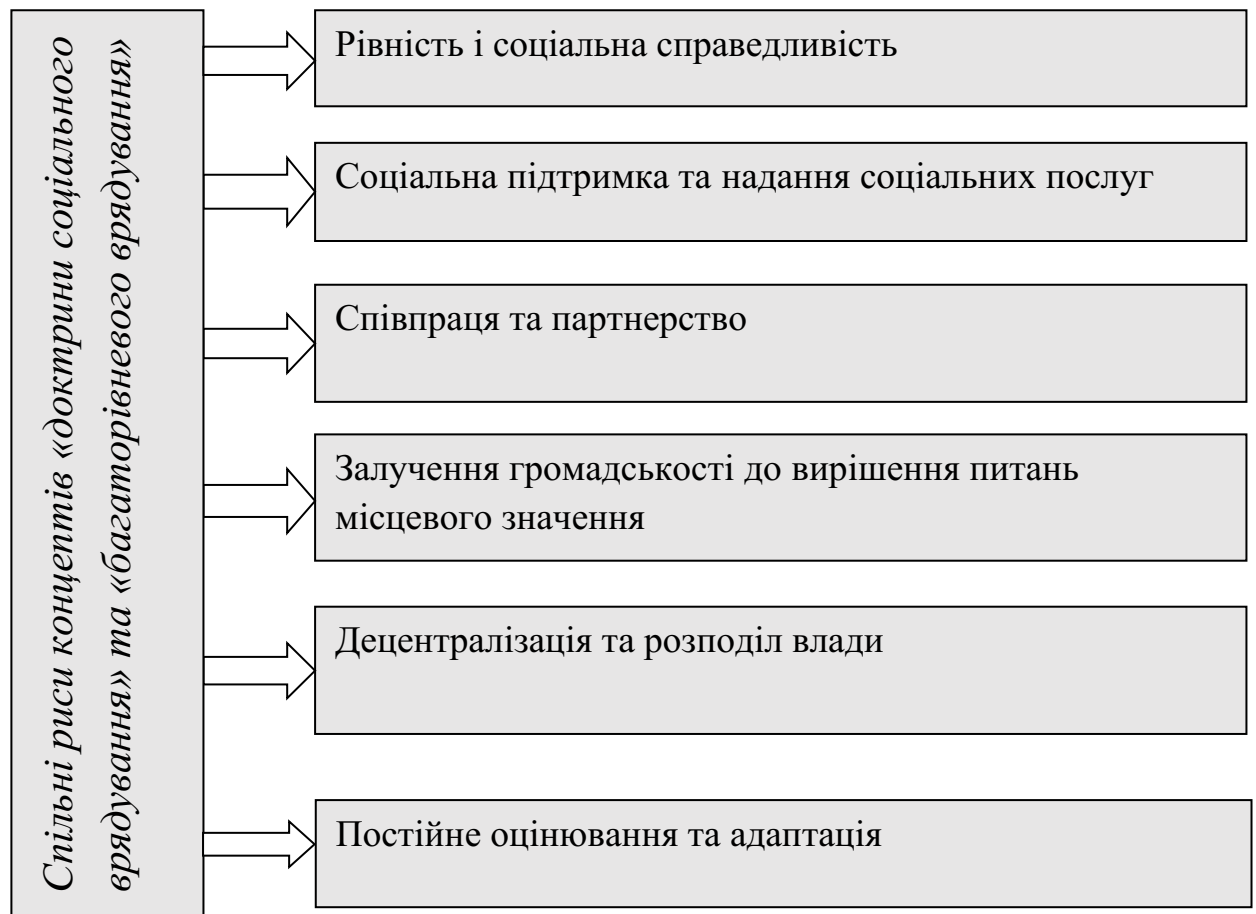 Спільні риси концептів «доктрини соціального
врядування» та «багаторівневого врядування»
Рівність і соціальна справедливість
Соціальна підтримка та надання соціальних послуг
Співпраця та партнерство
Залучення громадськості до вирішення питань
місцевого значення
Децентралізація та розподіл влади
Постійне оцінювання та адаптація